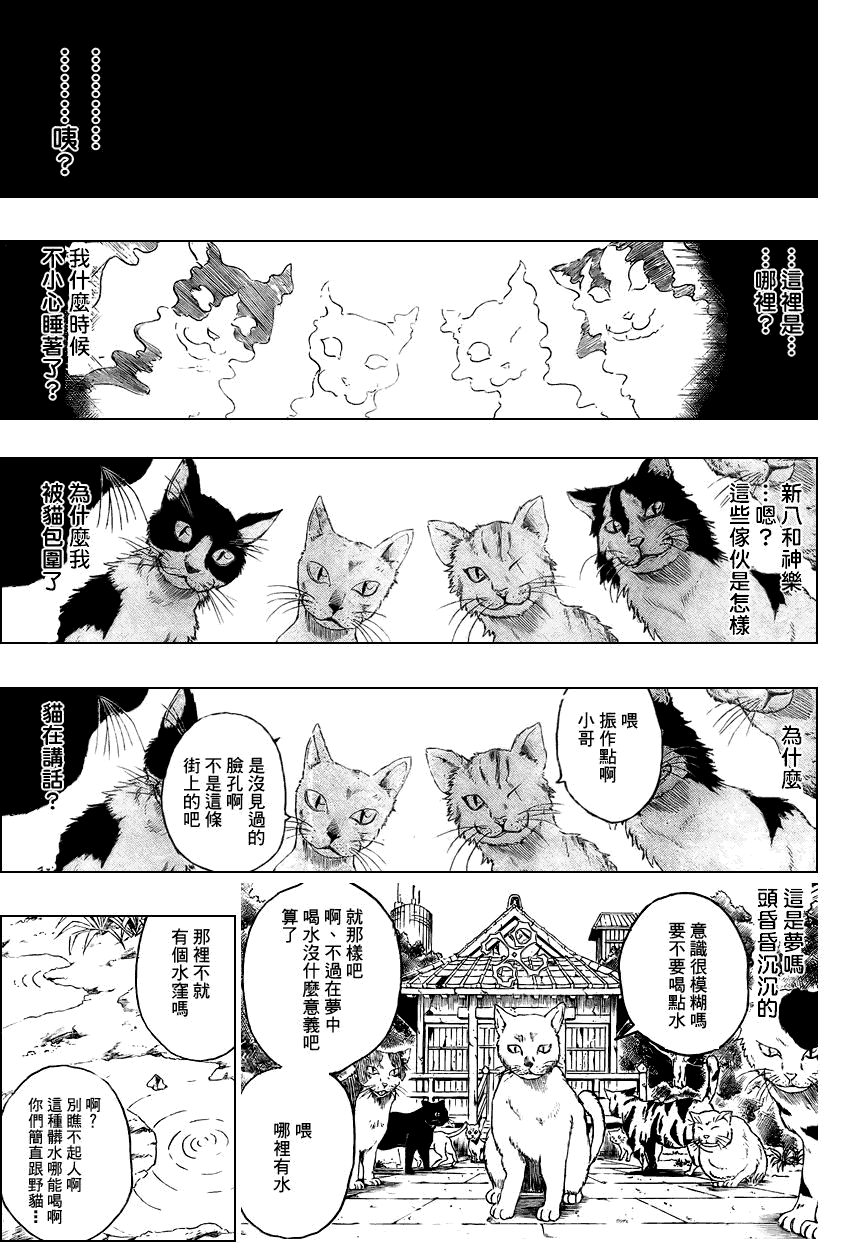 …………
…………咦？
…這裡是…
…哪裡？
我什麼時候
不小心睡著了？
新八和神樂
…嗯？
這些傢伙是怎樣
為什麼我
被貓包圍了
為什麼
喂
振作點啊
小哥
是沒見過的
臉孔啊
不是這條
街上的吧
貓在講話？
這是夢嗎
頭昏昏沉沉的
意識很模糊嗎
要不要喝點水
就那樣吧
啊、不過在夢中
喝水沒什麼意義吧
算了
喂
哪裡有水
那裡不就
有個水窪嗎
啊？
別瞧不起人啊
這種髒水哪能喝啊
你們簡直跟野貓…